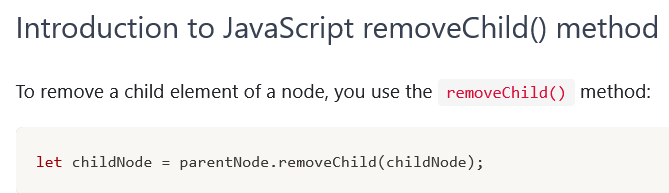 Introduction to JavaScript removeChild() method
To remove a child element of a node, you use the removeChild() method:
let childNode = parentNode.removeChild(childNode);